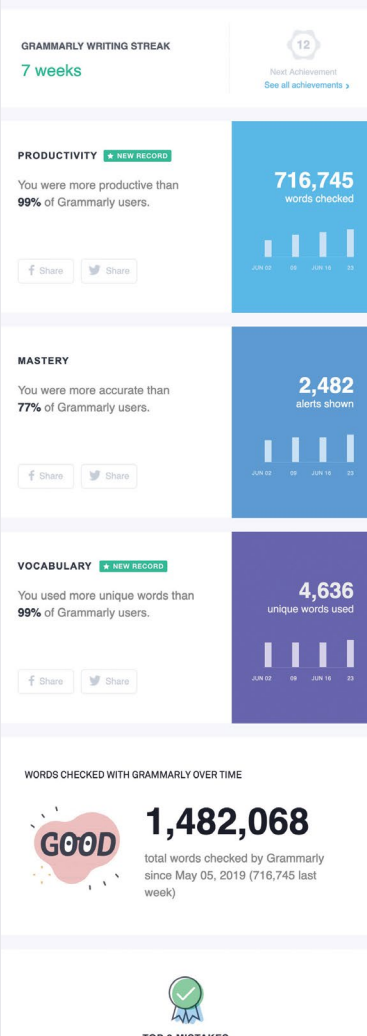 GRAMMARLY WRITING STREAK
7 weeks
12
Next Achievement
See all achievements ›
PRODUCTIVITY ★ NEW RECORD
You were more productive than
99% of Grammarly users.
Share Share
716,745
words checked
JUN 02 09 JUN 16 23
MASTERY
You were more accurate than
77% of Grammarly users.
Share Share
2,482
alerts shown
JUN 02 09 JUN 16 23
VOCABULARY ★ NEW RECORD
You used more unique words than
99% of Grammarly users.
Share Share
4,636
unique words used
JUN 02 09 JUN 16 23
WORDS CHECKED WITH GRAMMARLY OVER TIME
GOOD
1,482,068
total words checked by Grammarly
since May 05, 2019 (716,745 last
week)
TOP 3 MISTAKES